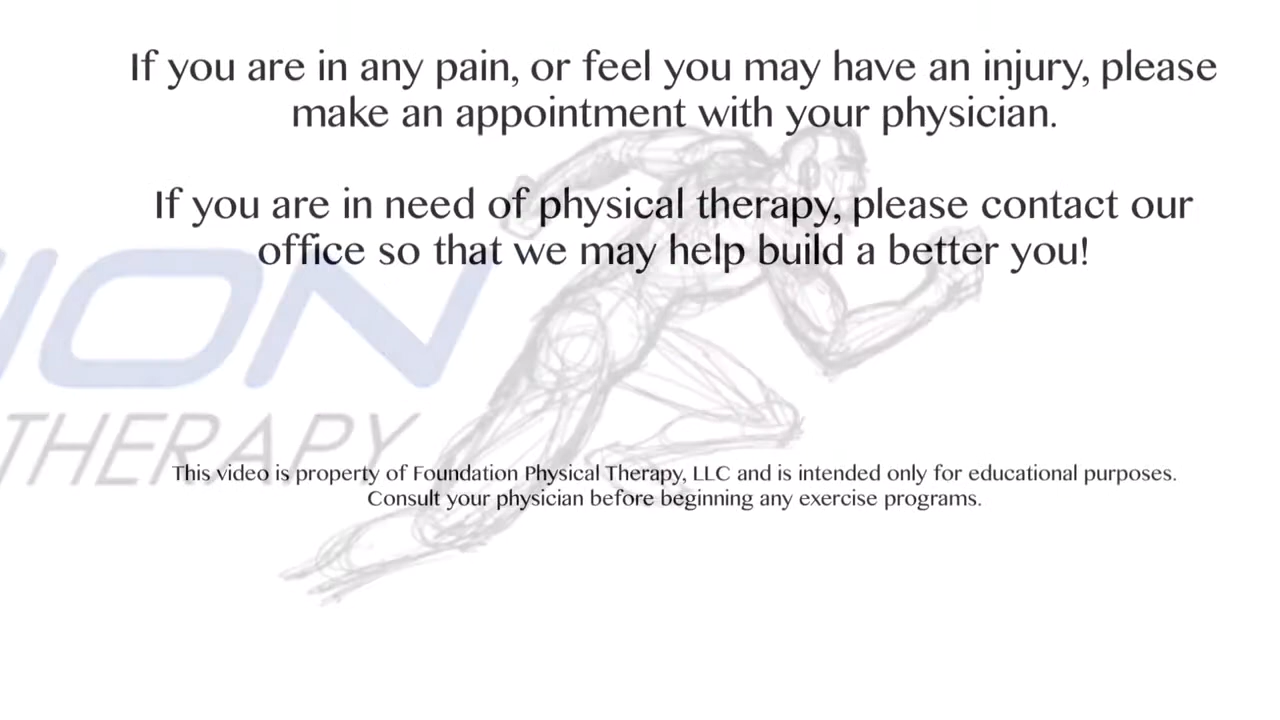 If you are in any pain, or feel you may have an injury, please
make an appointment with your physician.
If you are in need of physical therapy, please contact our
office so that we may help build a better you!
ION
THERAPY
This video is property of Foundation Physical Therapy, LLC and is intended only for educational purposes.
Consult your physician before beginning any exercise programs.